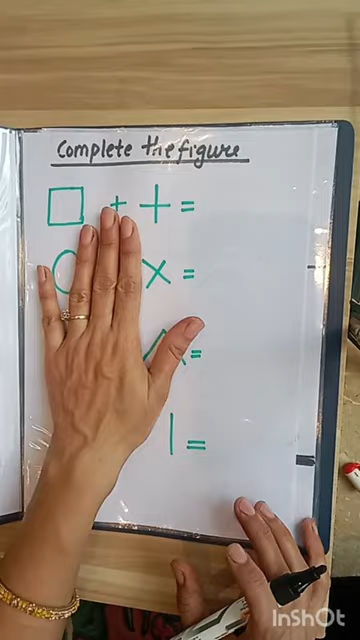 Complete the figure
□ + + =
× =
=
| =
InShOt